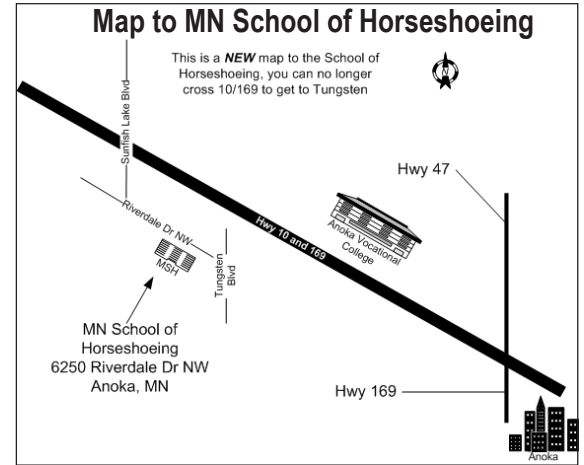 Map to MN School of Horseshoeing
This is a NEW map to the School of
Horseshoeing, you can no longer
cross 10/169 to get to Tungsten
Sunfish Lake Blvd
Hwy 47
Riverdale Dr NW
MSH
Tungsten
Blvd
Hwy 10 and 169
Anoka Vocational
College
MN School of
Horseshoeing
6250 Riverdale Dr NW
Anoka, MN
Hwy 169
Anoka